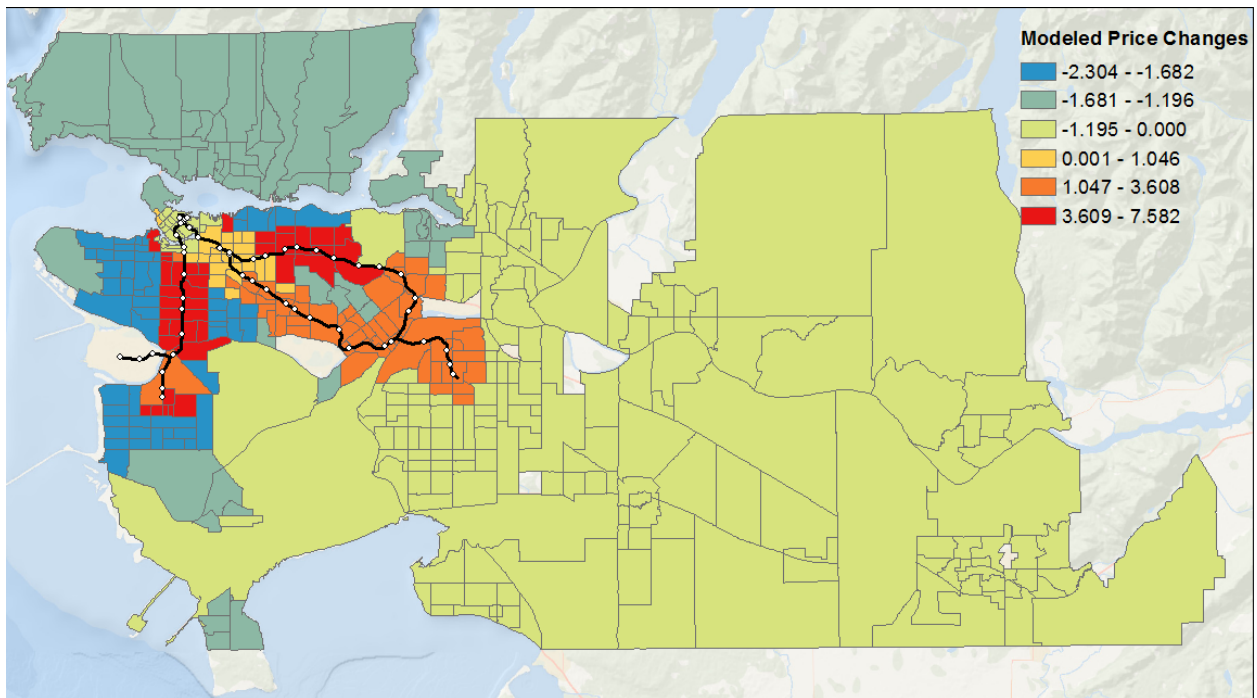 Modeled Price Changes
-2.304 - -1.682
-1.681 - -1.196
-1.195 - 0.000
0.001 - 1.046
1.047 - 3.608
3.609 - 7.582